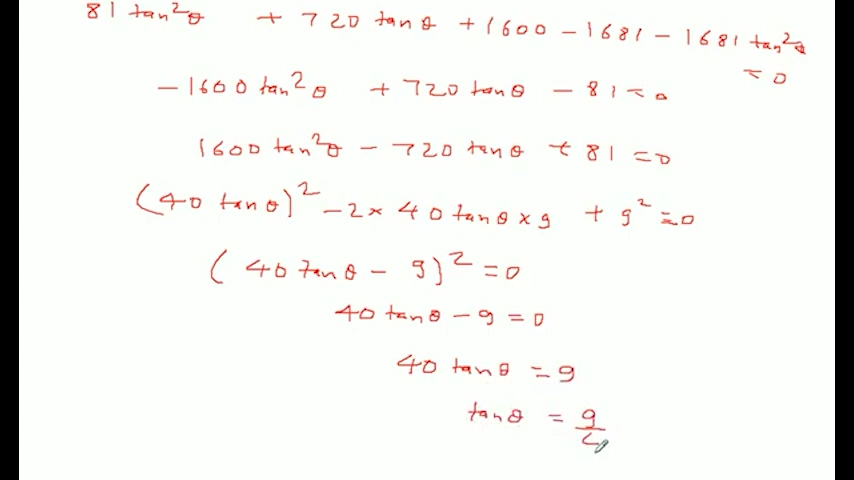 81 tan²θ + 720 tanθ + 1600 - 1681 - 1681 tan²θ
= 0
- 1600 tan²θ + 720 tanθ - 81 = 0
1600 tan²θ - 720 tanθ + 81 = 0
(40 tanθ)² - 2 × 40 tanθ × 9 + 9² = 0
(40 tanθ - 9)² = 0
40 tanθ - 9 = 0
40 tanθ = 9
tanθ = 9/4